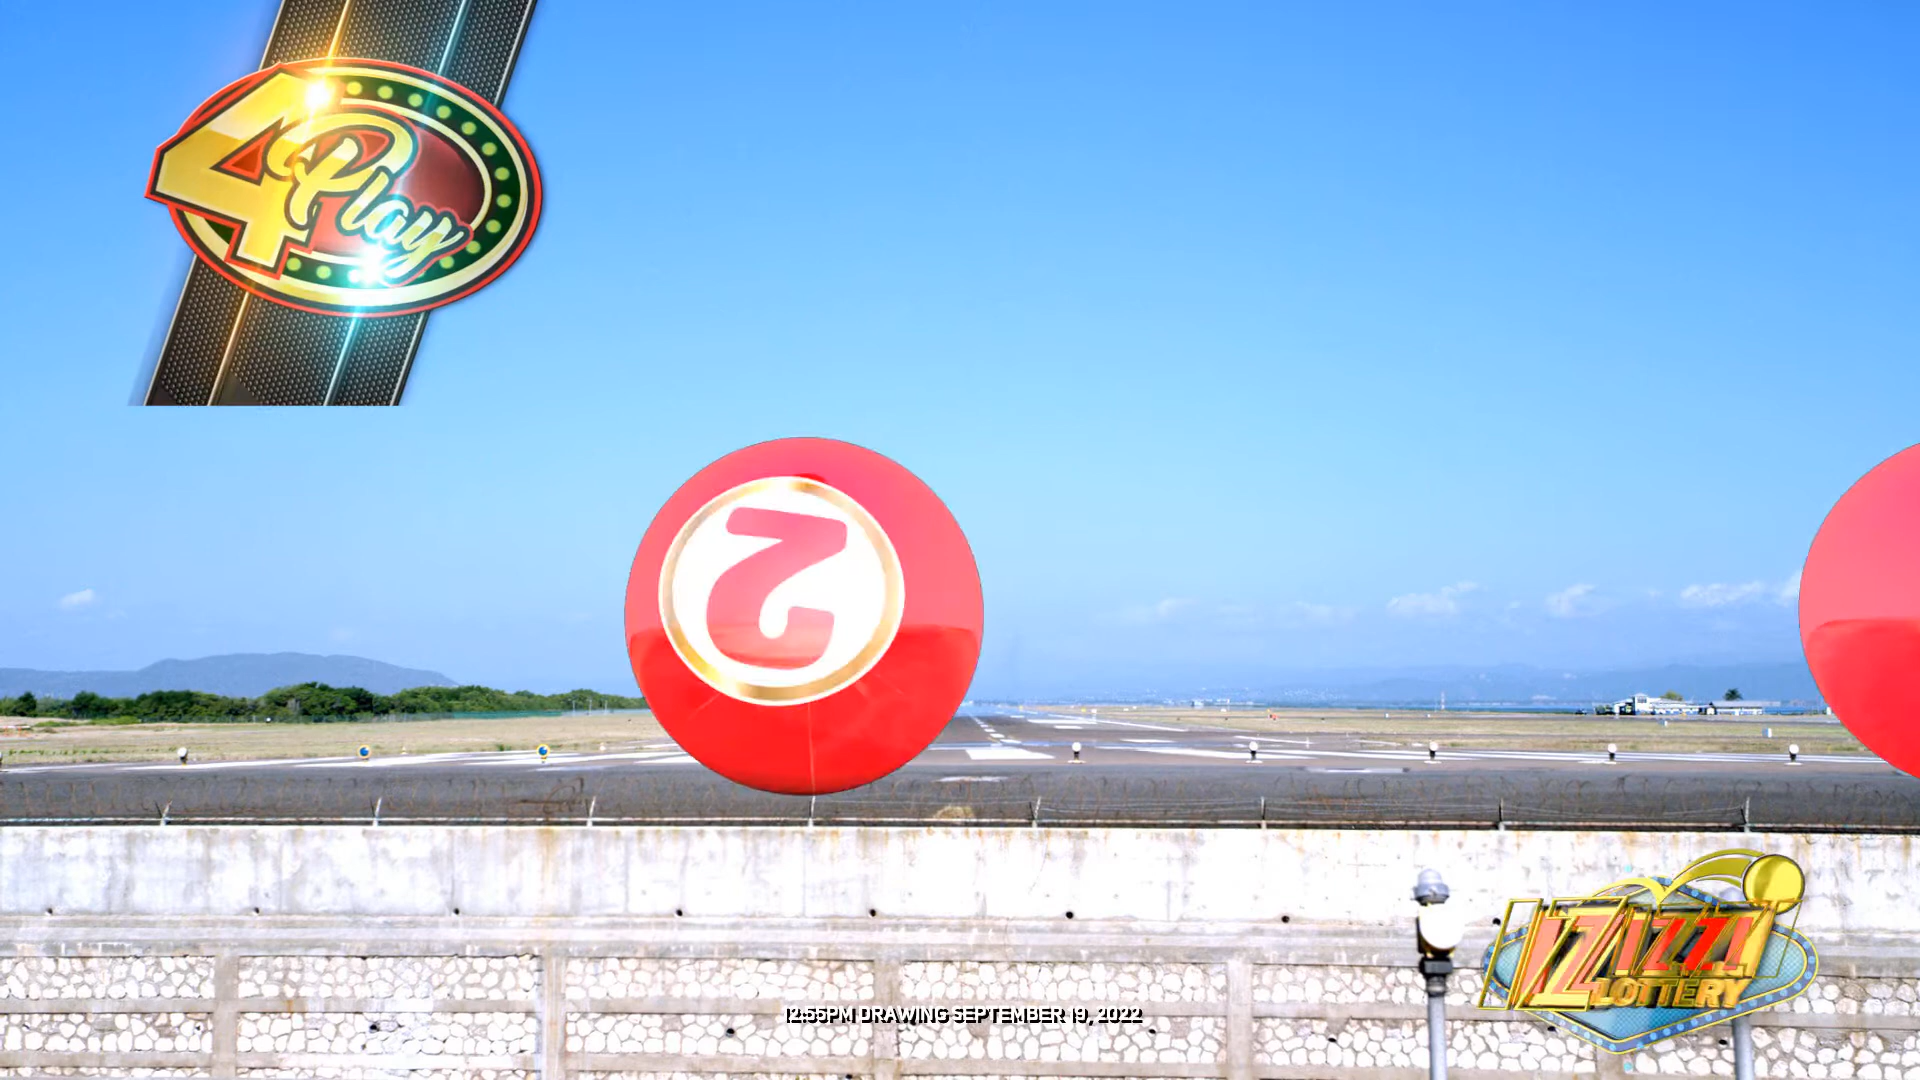 4Play
2
IZIZZI
LOTTERY
12:55PM DRAWING SEPTEMBER 19, 2022